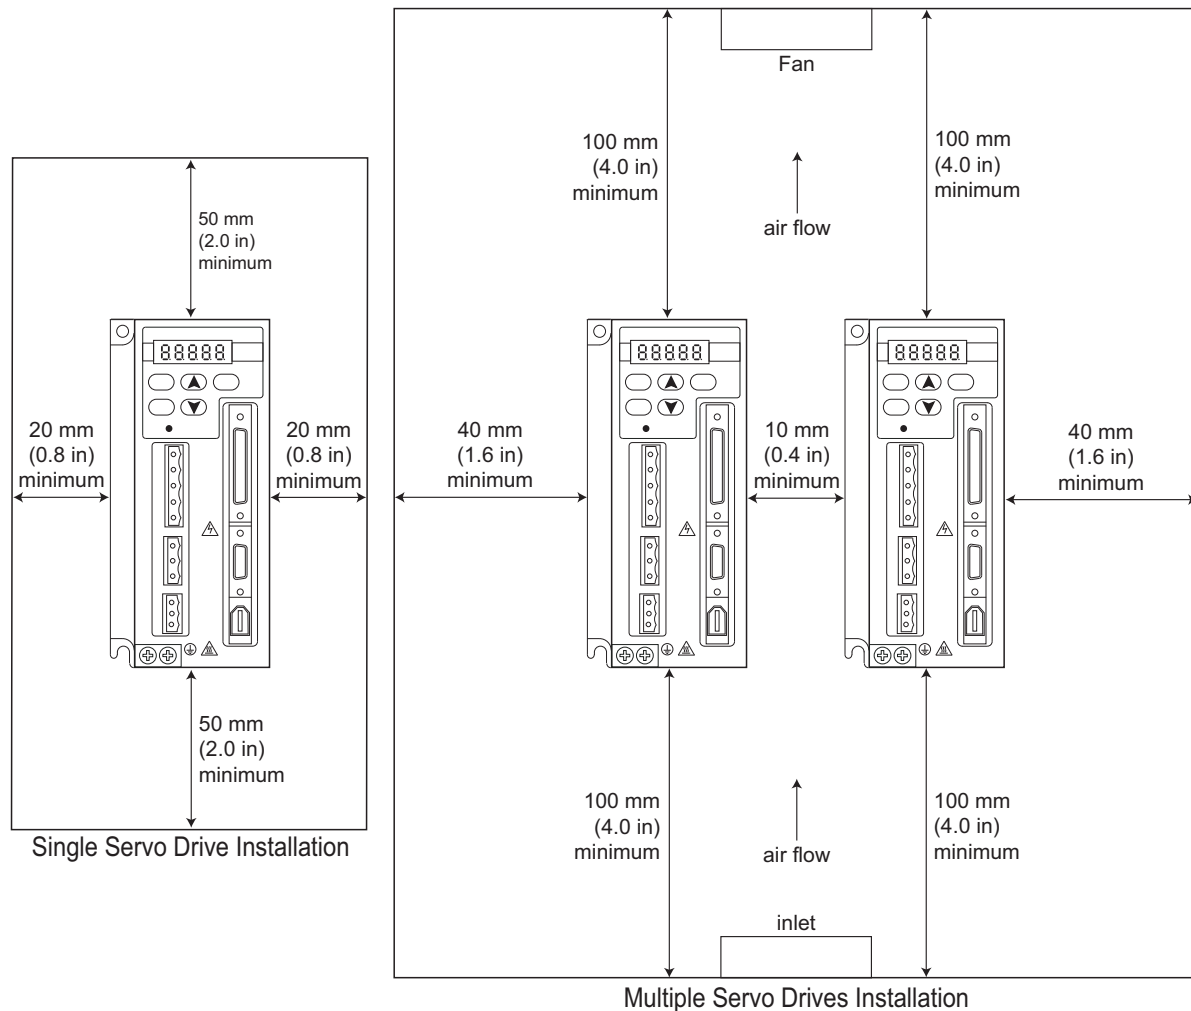 50 mm
(2.0 in)
minimum
88888
20 mm
(0.8 in)
minimum
20 mm
(0.8 in)
minimum
50 mm
(2.0 in)
minimum
Single Servo Drive Installation
Fan
100 mm
(4.0 in)
minimum
100 mm
(4.0 in)
minimum
air flow
88888
88888
40 mm
(1.6 in)
minimum
10 mm
(0.4 in)
minimum
40 mm
(1.6 in)
minimum
100 mm
(4.0 in)
minimum
100 mm
(4.0 in)
minimum
air flow
inlet
Multiple Servo Drives Installation